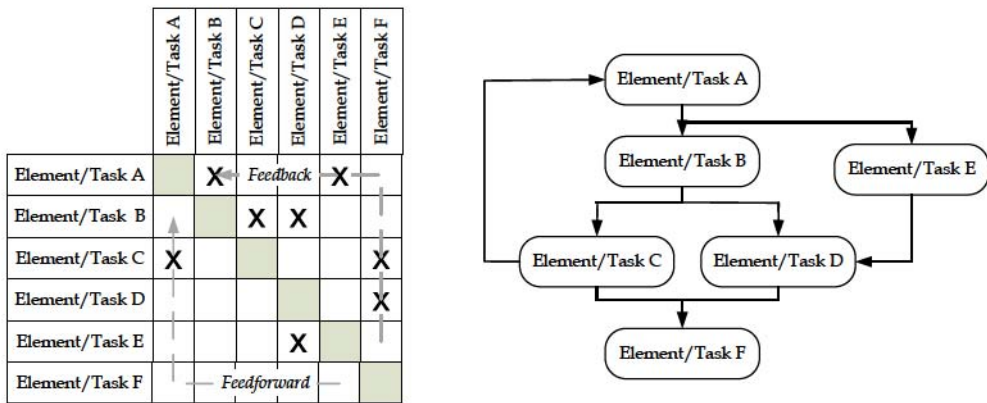 Element/Task A
Element/Task B
Element/Task C
Element/Task D
Element/Task E
Element/Task F
Element/Task A X Feedback X
Element/Task B X X
Element/Task C X X
Element/Task D X
Element/Task E X
Element/Task F Feedforward
Element/Task A
Element/Task B
Element/Task E
Element/Task C
Element/Task D
Element/Task F